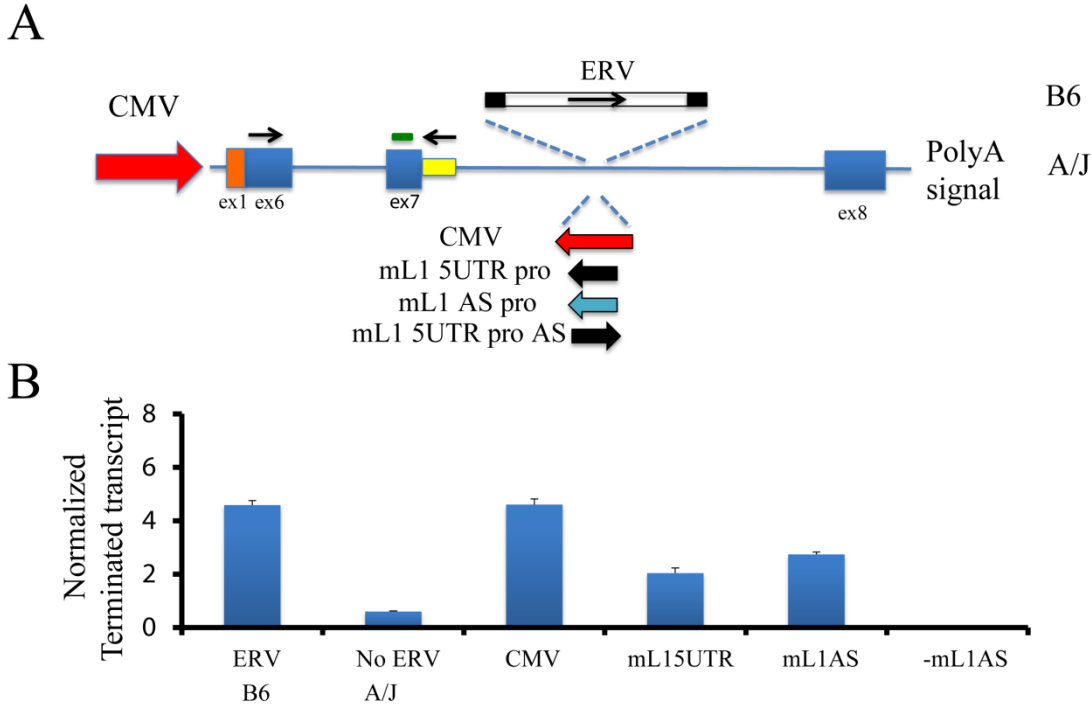 A
ERV
B6
CMV
PolyA
signal
A/J
ex1 ex6
ex7
ex8
CMV
mL1 5UTR pro
mL1 AS pro
mL1 5UTR pro AS
B
Normalized
Terminated transcript
8
6
4
2
0
ERV No ERV CMV mL15UTR mL1AS -mL1AS
B6 A/J